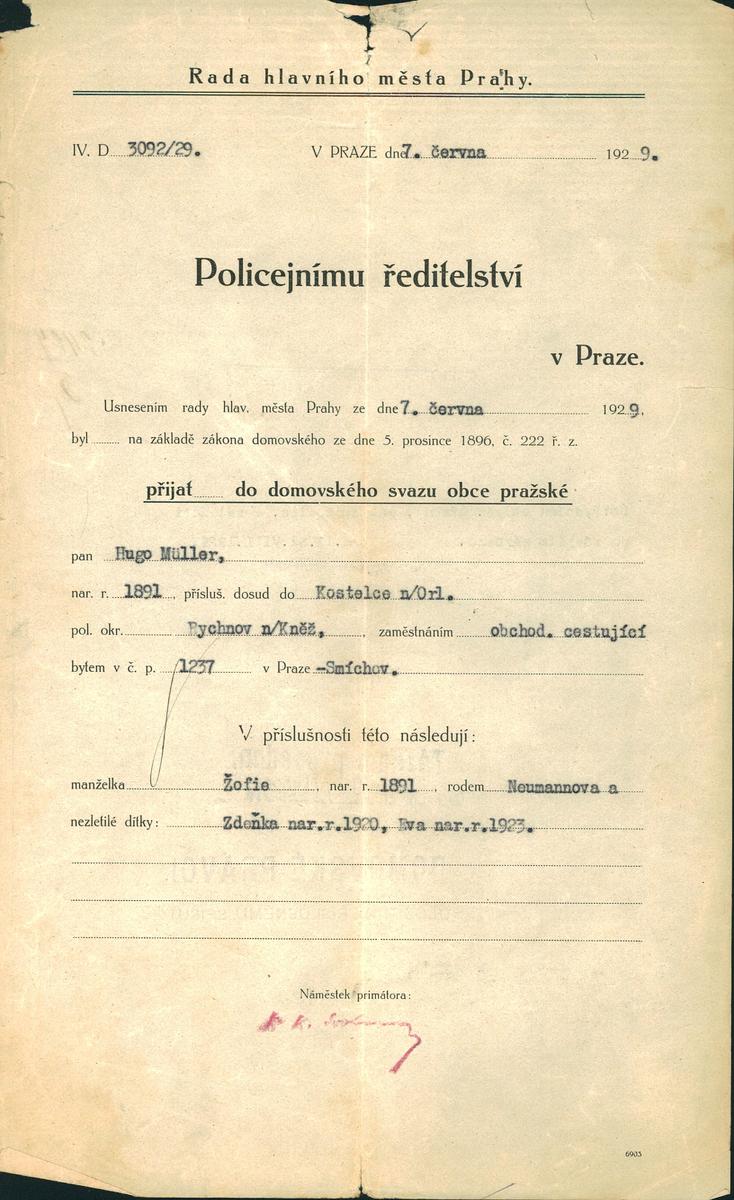 Rada hlavního města Prahy.
IV. D 3092/29. V PRAZE dne 7. června 1929.
Policejnímu ředitelství
v Praze.
Usnesením rady hlav. města Prahy ze dne 7. června 1929,
byl ........ na základě zákona domovského ze dne 5. prosince 1896, č. 222 ř. z.
přijat ........ do domovského svazu obce pražské
pan Hugo Müller,
nar. r. 1891, přísluš. dosud do Kostelce n/Orl.
pol. okr. Rychnov n/Kněž, , zaměstnáním obchod. cestující
bytem v č. p. 1237 v Praze -Smíchov.
V příslušnosti této následují:
manželka Žofie, nar. r. 1891, rodem Neumannova a
nezletilé dítky: Zdeňka nar.r.1920, Eva nar.r.1923.
Náměstek primátora:
6903